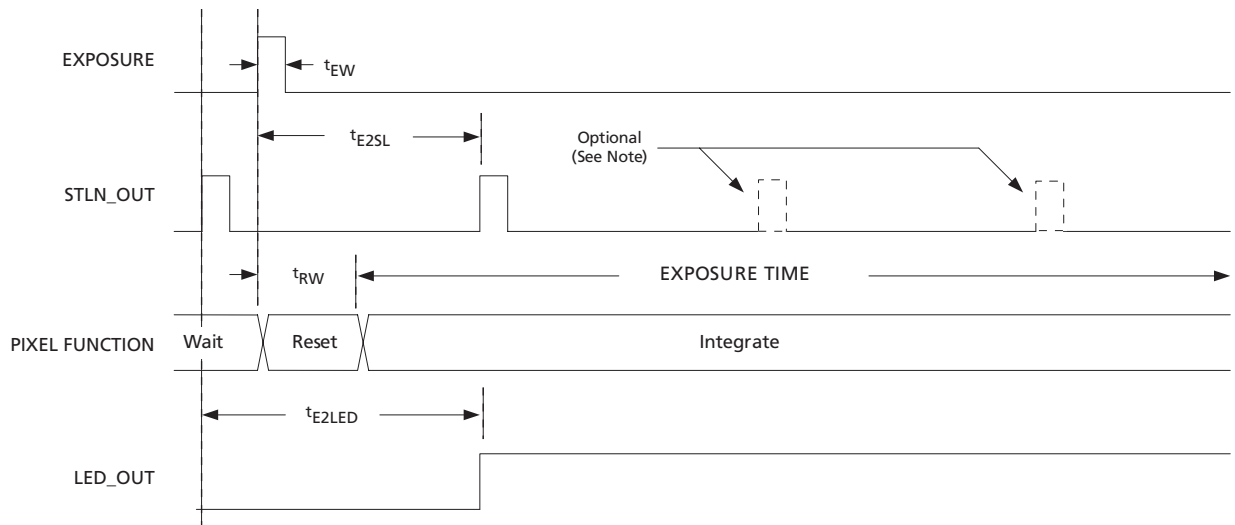 EXPOSURE
tEW
tE2SL
Optional
(See Note)
STLN_OUT
tRW
EXPOSURE TIME
PIXEL FUNCTION
Wait
Reset
Integrate
tE2LED
LED_OUT